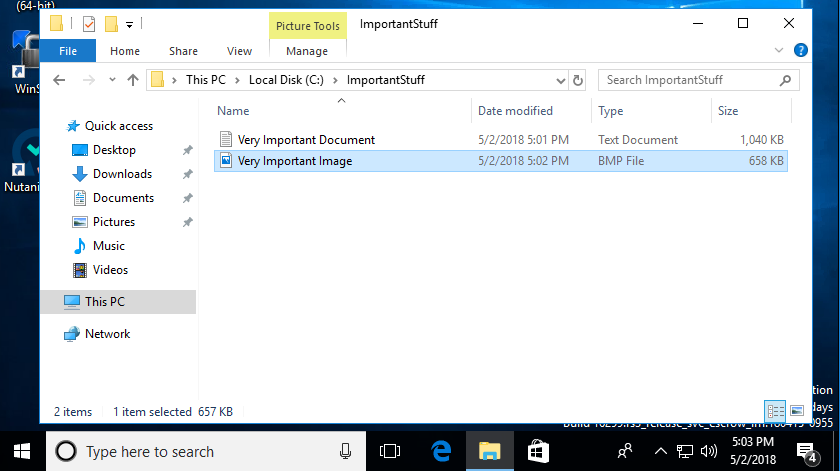 (64-bit)
Picture Tools
ImportantStuff
File
Home
Share
View
Manage
This PC
Local Disk (C:)
ImportantStuff
Search ImportantStuff
WinS
Name
Date modified
Type
Size
Quick access
Very Important Document
5/2/2018 5:01 PM
Text Document
1,040 KB
Desktop
Very Important Image
5/2/2018 5:02 PM
BMP File
658 KB
Downloads
Nutani
Documents
Pictures
Music
Videos
This PC
Network
2 items
1 item selected
657 KB
tion
days
0955
Type here to search
5:03 PM
5/2/2018
4